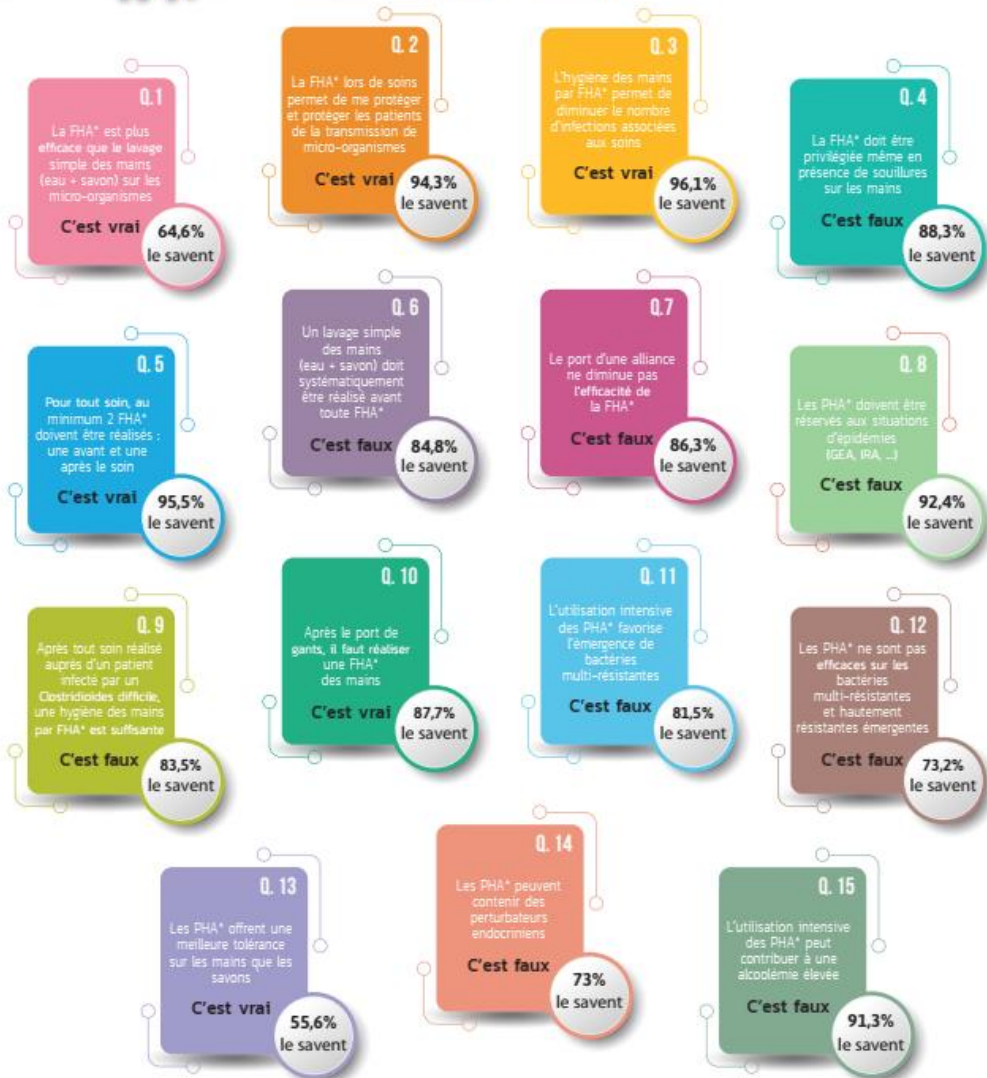 Q.1
La FHA* est plus
efficace que le lavage
simple des mains
(eau + savon) sur les
micro-organismes
C'est vrai
64,6%
le savent
Q. 2
La FHA* lors de soins
permet de me protéger
et protéger les patients
de la transmission de
micro-organismes
C'est vrai
94,3%
le savent
Q. 3
L'hygiène des mains
par FHA* permet de
diminuer le nombre
d'infections associées
aux soins
C'est vrai
96,1%
le savent
Q. 4
La FHA* doit être
privilégiée même en
présence de souillures
sur les mains
C'est faux
88,3%
le savent
Q. 5
Pour tout soin, au
minimum 2 FHA*
doivent être réalisés :
une avant et une
après le soin
C'est vrai
95,5%
le savent
Q. 6
Un lavage simple
des mains
(eau + savon) doit
systématiquement
être réalisé avant
toute FHA*
C'est faux
84,8%
le savent
Q.7
Le port d'une alliance
ne diminue pas
l'efficacité de
la FHA*
C'est faux
86,3%
le savent
Q. 8
Les PHA* doivent être
réservés aux situations
d'épidémies
(GEA, IRA, ...)
C'est faux
92,4%
le savent
Q. 9
Après tout soin réalisé
auprès d'un patient
infecté par un
Clostridioides difficile,
une hygiène des mains
par FHA* est suffisante
C'est faux
83,5%
le savent
Q. 10
Après le port de
gants, il faut réaliser
une FHA*
des mains
C'est vrai
87,7%
le savent
Q. 11
L'utilisation intensive
des PHA* favorise
l'émergence de
bactéries
multi-résistantes
C'est faux
81,5%
le savent
Q. 12
Les PHA* ne sont pas
efficaces sur les
bactéries
multi-résistantes
et hautement
résistantes émergentes
C'est faux
73,2%
le savent
Q. 13
Les PHA* offrent une
meilleure tolérance
sur les mains que les
savons
C'est vrai
55,6%
le savent
Q. 14
Les PHA* peuvent
contenir des
perturbateurs
endocriniens
C'est faux
73%
le savent
Q. 15
L'utilisation intensive
des PHA* peut
contribuer à une
alcoolémie élevée
C'est faux
91,3%
le savent